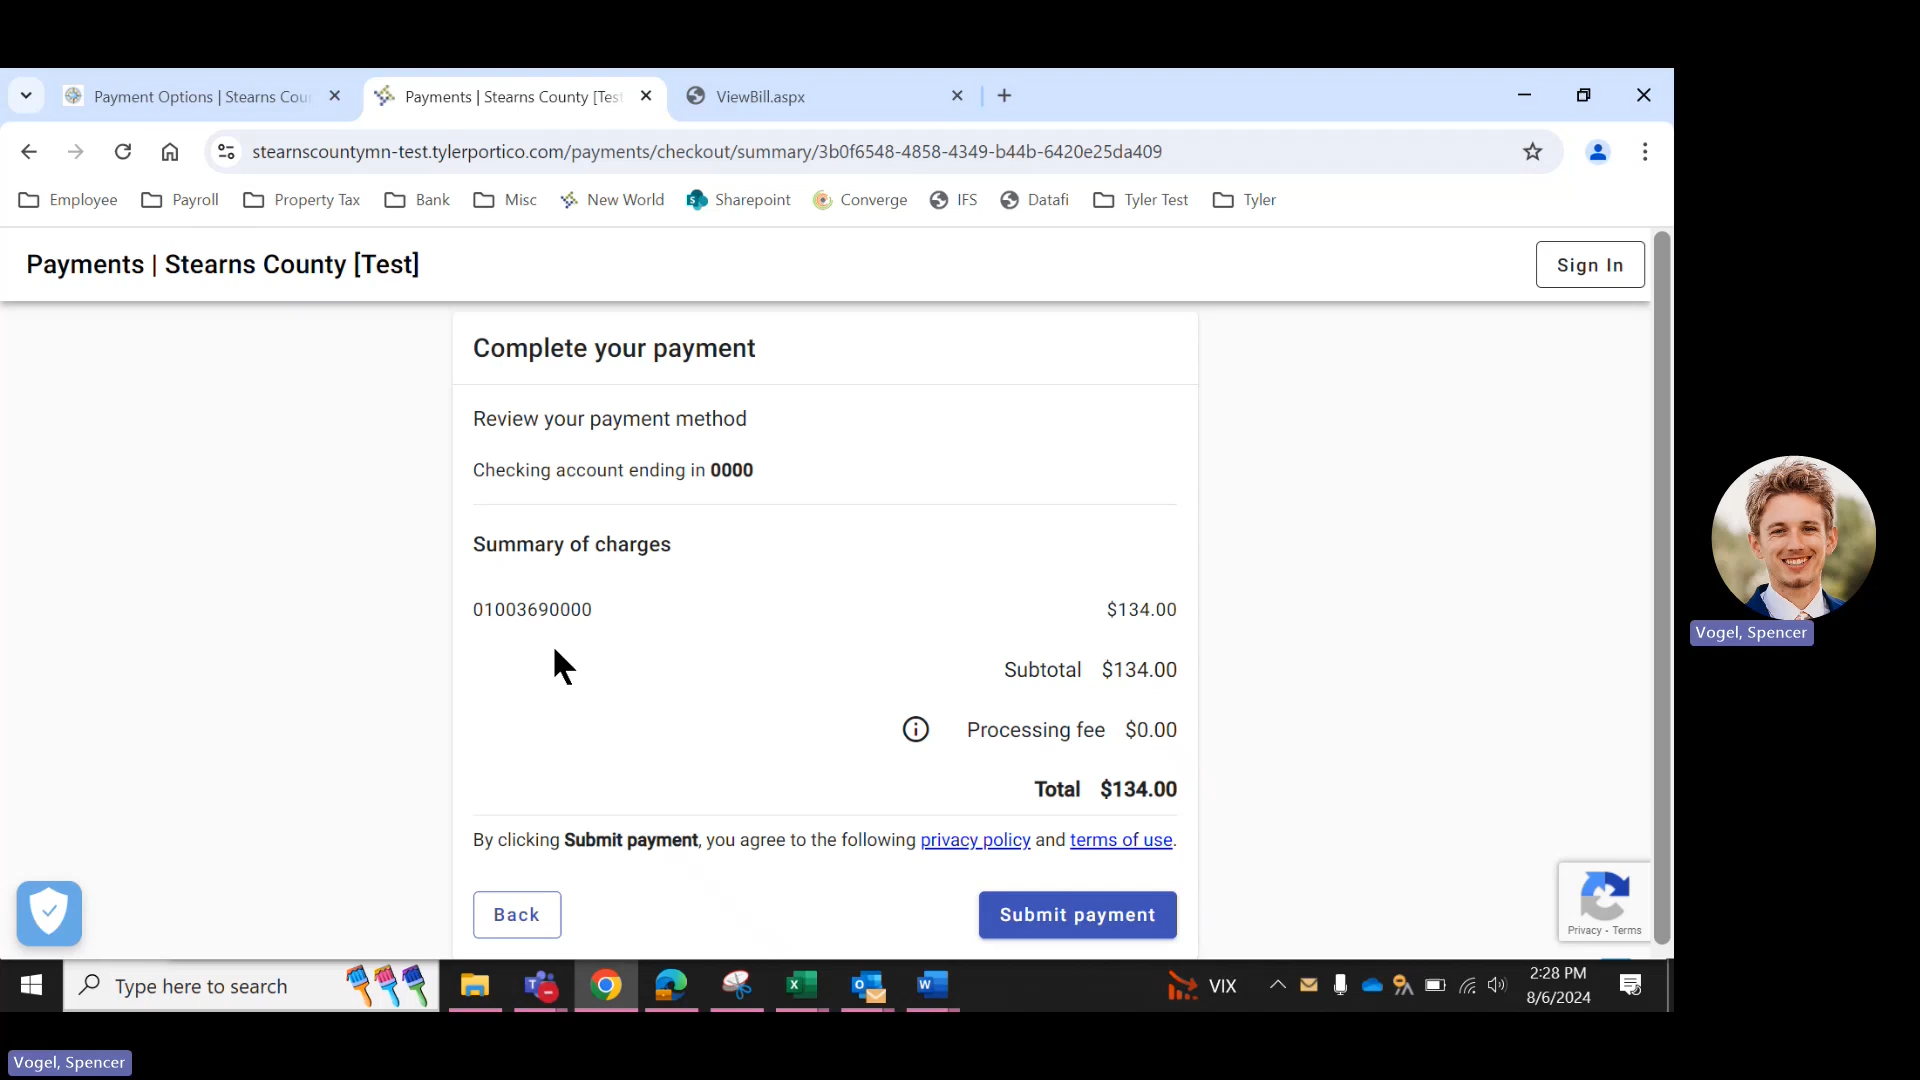 Payment Options | Stearns Cou
Payments | Stearns County [Test
ViewBill.aspx
stearnscountymn-test.tylerportico.com/payments/checkout/summary/3b0f6548-4858-4349-b44b-6420e25da409
Employee Payroll Property Tax Bank Misc New World Sharepoint Converge IFS Datafi Tyler Test Tyler
Payments | Stearns County [Test]
Sign In
Complete your payment
Review your payment method
Checking account ending in 0000
Summary of charges
01003690000 $134.00
Subtotal $134.00
Processing fee $0.00
Total $134.00
By clicking Submit payment, you agree to the following privacy policy and terms of use.
Back
Submit payment
Privacy - Terms
Vogel, Spencer
Type here to search
VIX
2:28 PM
8/6/2024
Vogel, Spencer